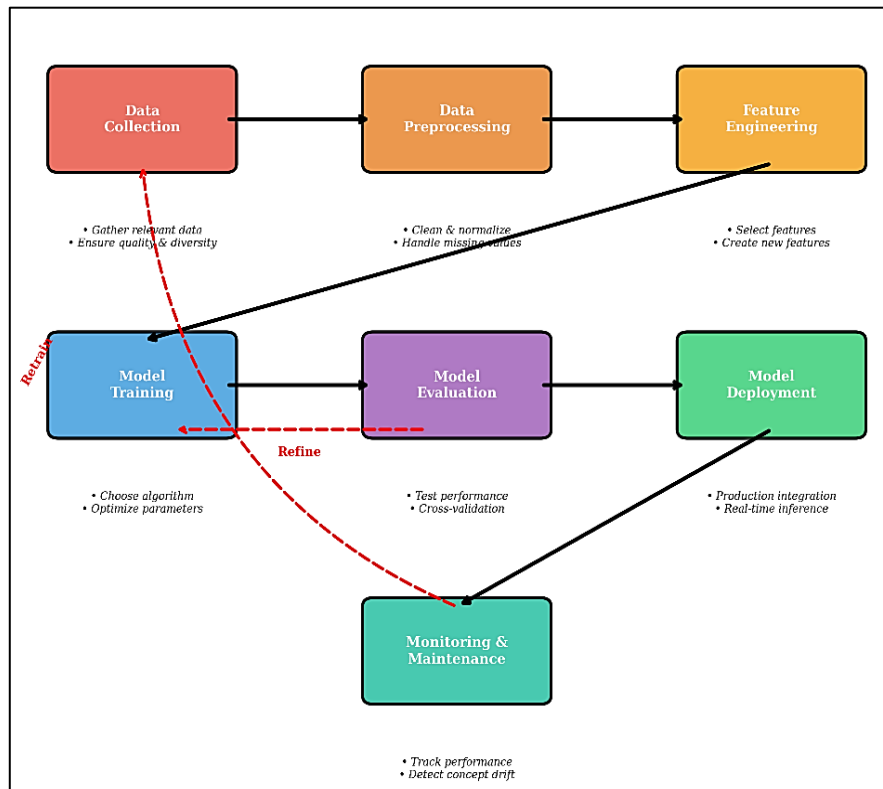 Data
Collection
Data
Preprocessing
Feature
Engineering
• Gather relevant data
• Ensure quality & diversity
• Clean & normalize
• Handle missing values
• Select features
• Create new features
Retrain
Model
Training
Model
Evaluation
Model
Deployment
Refine
• Choose algorithm
• Optimize parameters
• Test performance
• Cross-validation
• Production integration
• Real-time inference
Monitoring &
Maintenance
• Track performance
• Detect concept drift